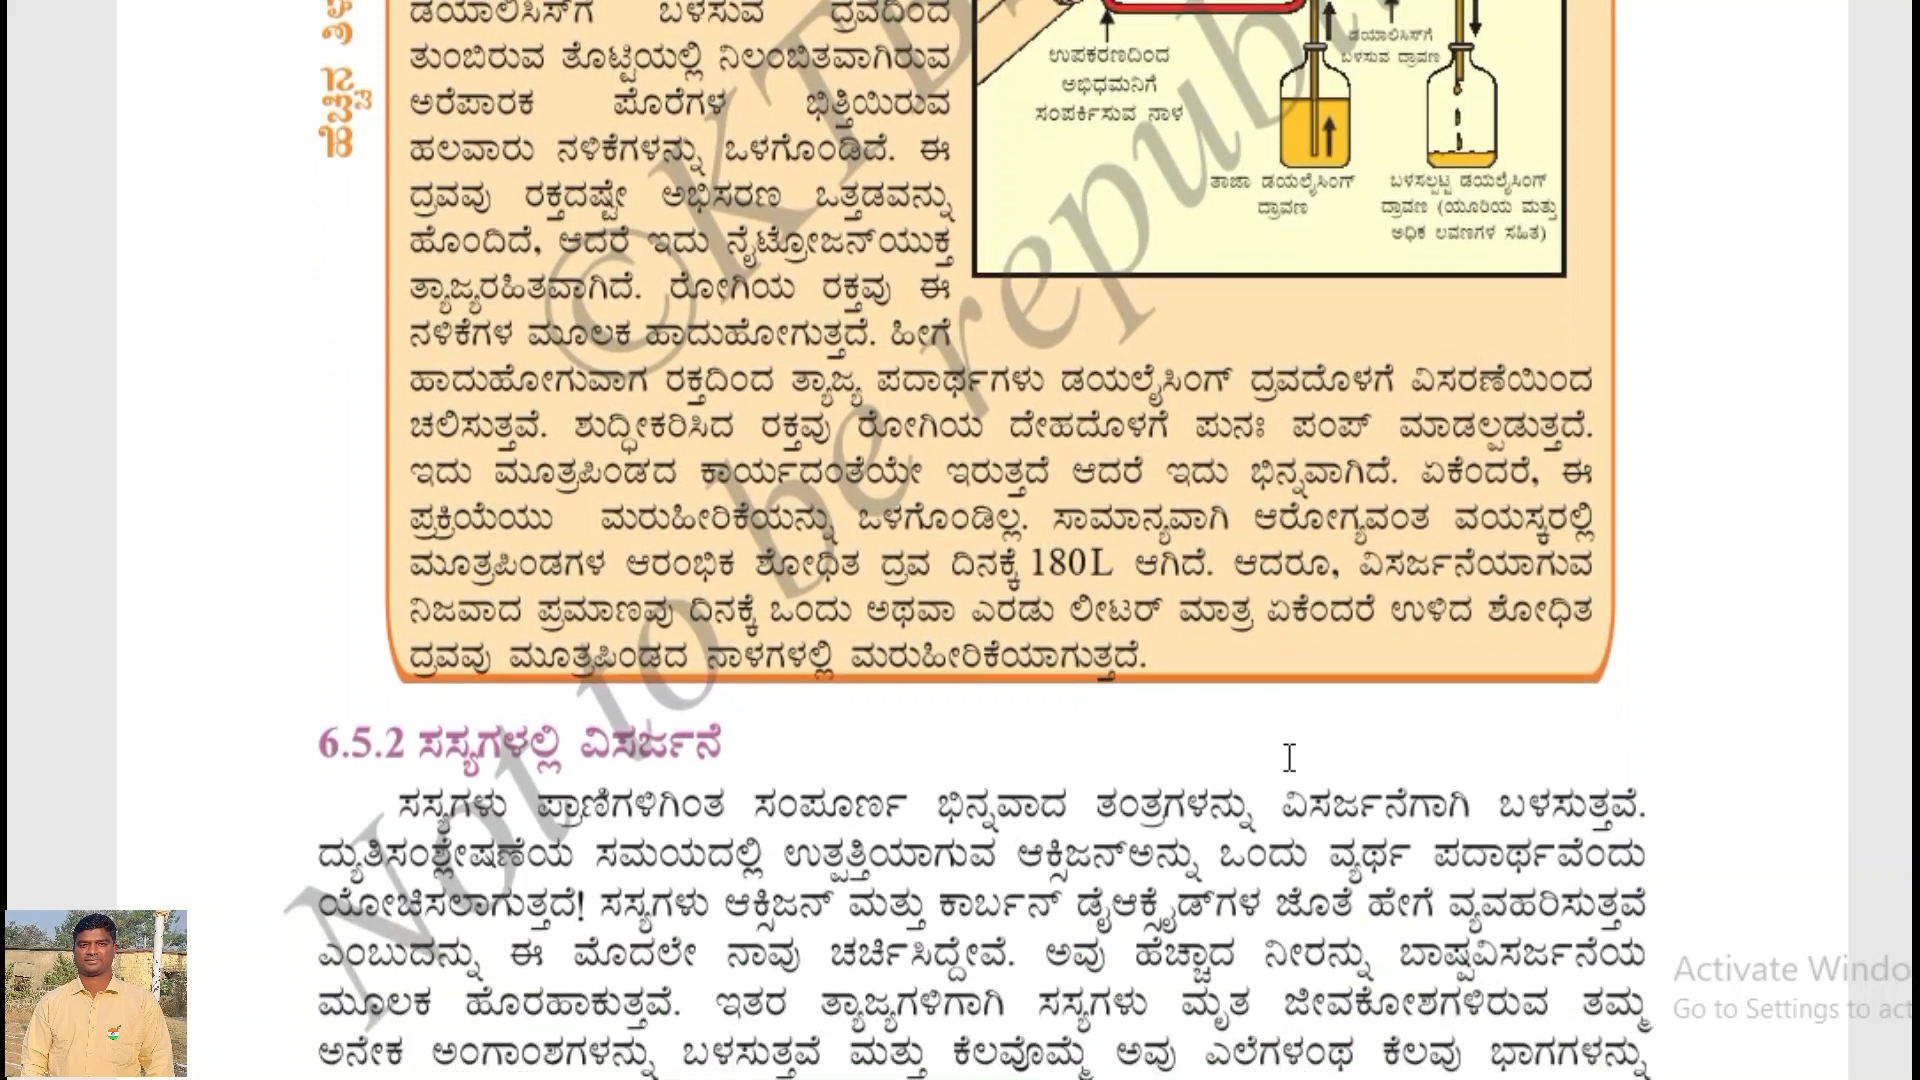 ಹೆಚ್ಚಿನ
ಡಯಾಲಿಸಿಸ್‌ಗೆ ಬಳಸುವ ದ್ರವದಿಂದ
ತುಂಬಿರುವ ತೊಟ್ಟಿಯಲ್ಲಿ ನಿಲಂಬಿತವಾಗಿರುವ
ಅರೆಪಾರಕ ಪೊರೆಗಳ ಭಿತ್ತಿಯಿರುವ
ಹಲವಾರು ನಳಿಕೆಗಳನ್ನು ಒಳಗೊಂಡಿದೆ. ಈ
ದ್ರವವು ರಕ್ತದಷ್ಟೇ ಅಭಿಸರಣ ಒತ್ತಡವನ್ನು
ಹೊಂದಿದೆ, ಆದರೆ ಇದು ನೈಟ್ರೋಜನ್‌ಯುಕ್ತ
ತ್ಯಾಜ್ಯರಹಿತವಾಗಿದೆ. ರೋಗಿಯ ರಕ್ತವು ಈ
ನಳಿಕೆಗಳ ಮೂಲಕ ಹಾದುಹೋಗುತ್ತದೆ. ಹೀಗೆ
ಉಪಕರಣದಿಂದ
ಅಭಿಧಮನಿಗೆ
ಸಂಪರ್ಕಿಸುವ ನಾಳ
ಡಯಾಲಿಸಿಸ್‌ಗೆ
ಬಳಸುವ ದ್ರಾವಣ
ತಾಜಾ ಡಯಲೈಸಿಂಗ್
ದ್ರಾವಣ
ಬಳಸಲ್ಪಟ್ಟ ಡಯಲೈಸಿಂಗ್
ದ್ರಾವಣ (ಯೂರಿಯ ಮತ್ತು
ಅಧಿಕ ಲವಣಗಳ ಸಹಿತ)
ಹಾದುಹೋಗುವಾಗ ರಕ್ತದಿಂದ ತ್ಯಾಜ್ಯ ಪದಾರ್ಥಗಳು ಡಯಲೈಸಿಂಗ್ ದ್ರವದೊಳಗೆ ವಿಸರಣೆಯಿಂದ
ಚಲಿಸುತ್ತವೆ. ಶುದ್ಧೀಕರಿಸಿದ ರಕ್ತವು ರೋಗಿಯ ದೇಹದೊಳಗೆ ಪುನಃ ಪಂಪ್ ಮಾಡಲ್ಪಡುತ್ತದೆ.
ಇದು ಮೂತ್ರಪಿಂಡದ ಕಾರ್ಯದಂತೆಯೇ ಇರುತ್ತದೆ ಆದರೆ ಇದು ಭಿನ್ನವಾಗಿದೆ. ಏಕೆಂದರೆ, ಈ
ಪ್ರಕ್ರಿಯೆಯು ಮರುಹೀರಿಕೆಯನ್ನು ಒಳಗೊಂಡಿಲ್ಲ. ಸಾಮಾನ್ಯವಾಗಿ ಆರೋಗ್ಯವಂತ ವಯಸ್ಕರಲ್ಲಿ
ಮೂತ್ರಪಿಂಡಗಳ ಆರಂಭಿಕ ಶೋಧಿತ ದ್ರವ ದಿನಕ್ಕೆ 180L ಆಗಿದೆ. ಆದರೂ, ವಿಸರ್ಜನೆಯಾಗುವ
ನಿಜವಾದ ಪ್ರಮಾಣವು ದಿನಕ್ಕೆ ಒಂದು ಅಥವಾ ಎರಡು ಲೀಟರ್ ಮಾತ್ರ ಏಕೆಂದರೆ ಉಳಿದ ಶೋಧಿತ
ದ್ರವವು ಮೂತ್ರಪಿಂಡದ ನಾಳಗಳಲ್ಲಿ ಮರುಹೀರಿಕೆಯಾಗುತ್ತದೆ.
6.5.2 ಸಸ್ಯಗಳಲ್ಲಿ ವಿಸರ್ಜನೆ
ಸಸ್ಯಗಳು ಪ್ರಾಣಿಗಳಿಗಿಂತ ಸಂಪೂರ್ಣ ಭಿನ್ನವಾದ ತಂತ್ರಗಳನ್ನು ವಿಸರ್ಜನೆಗಾಗಿ ಬಳಸುತ್ತವೆ.
ದ್ಯುತಿಸಂಶ್ಲೇಷಣೆಯ ಸಮಯದಲ್ಲಿ ಉತ್ಪತ್ತಿಯಾಗುವ ಆಕ್ಸಿಜನ್‌ಅನ್ನು ಒಂದು ವ್ಯರ್ಥ ಪದಾರ್ಥವೆಂದು
ಯೋಚಿಸಲಾಗುತ್ತದೆ! ಸಸ್ಯಗಳು ಆಕ್ಸಿಜನ್ ಮತ್ತು ಕಾರ್ಬನ್ ಡೈಆಕ್ಸೈಡ್‌ಗಳ ಜೊತೆ ಹೇಗೆ ವ್ಯವಹರಿಸುತ್ತವೆ
ಎಂಬುದನ್ನು ಈ ಮೊದಲೇ ನಾವು ಚರ್ಚಿಸಿದ್ದೇವೆ. ಅವು ಹೆಚ್ಚಾದ ನೀರನ್ನು ಬಾಷ್ಪವಿಸರ್ಜನೆಯ
ಮೂಲಕ ಹೊರಹಾಕುತ್ತವೆ. ಇತರ ತ್ಯಾಜ್ಯಗಳಿಗಾಗಿ ಸಸ್ಯಗಳು ಮೃತ ಜೀವಕೋಶಗಳಿರುವ ತಮ್ಮ
ಅನೇಕ ಅಂಗಾಂಶಗಳನ್ನು ಬಳಸುತ್ತವೆ ಮತ್ತು ಕೆಲವೊಮ್ಮೆ ಅವು ಎಲೆಗಳಂಥ ಕೆಲವು ಭಾಗಗಳನ್ನು
©KTB
Not to be republ
Activate Windo
Go to Settings to act